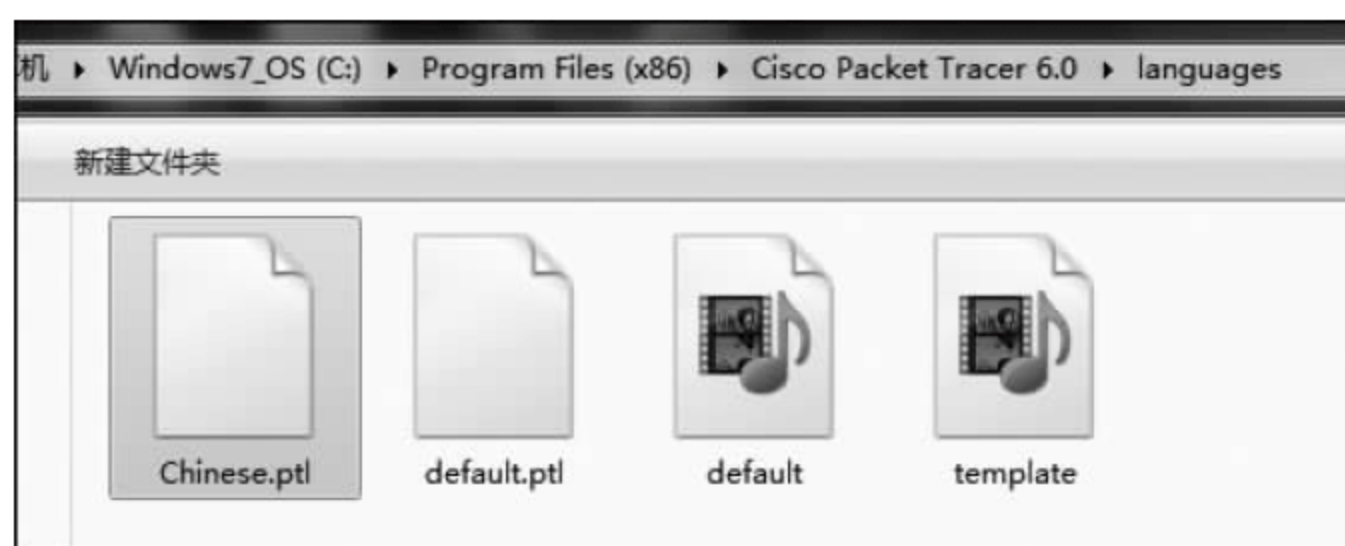 机 ▸ Windows7_OS (C:) ▸ Program Files (x86) ▸ Cisco Packet Tracer 6.0 ▸ languages
新建文件夹
Chinese.ptl default.ptl default template